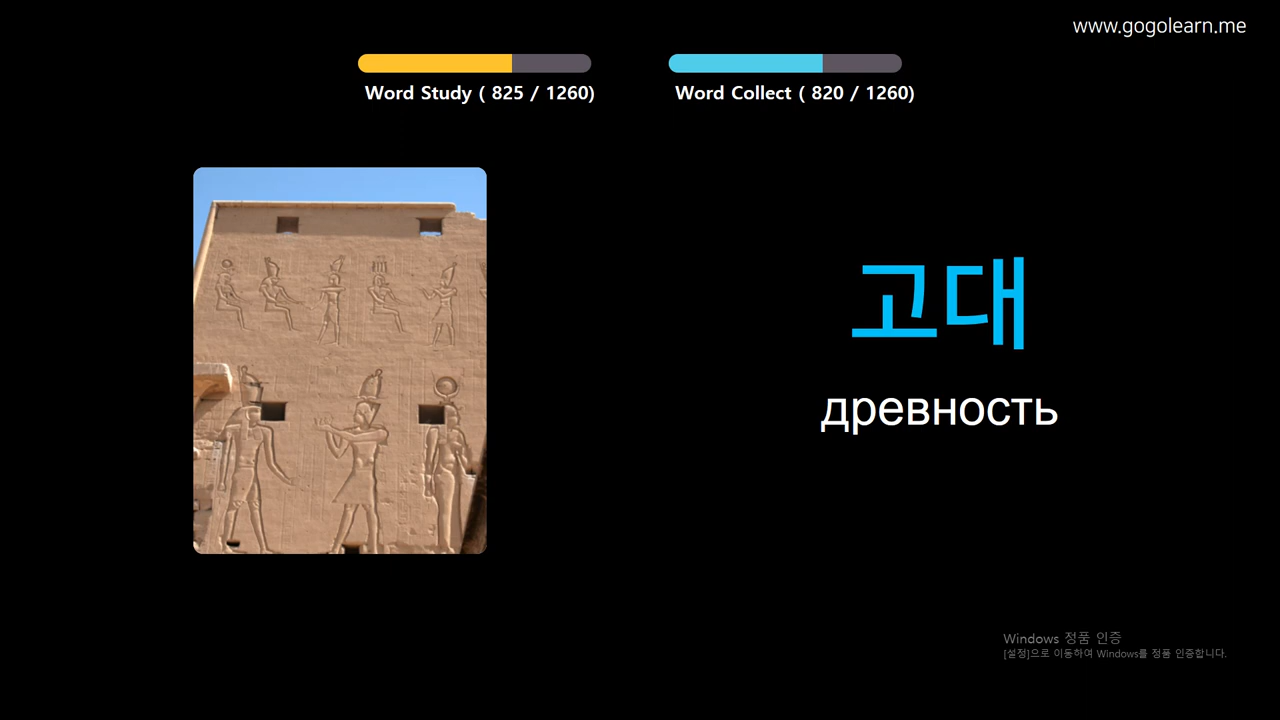 www.gogolearn.me
Word Study ( 825 / 1260)
Word Collect ( 820 / 1260)
고대
древность
Windows 정품 인증
[설정]으로 이동하여 Windows를 정품 인증합니다.